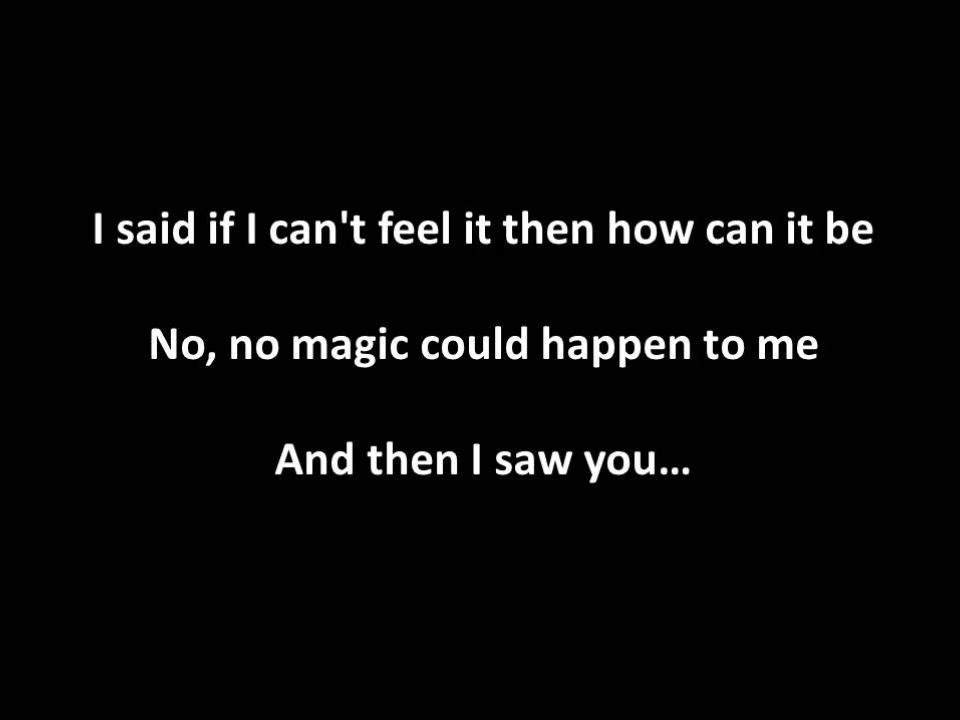 I said if I can't feel it then how can it be
No, no magic could happen to me
And then I saw you…